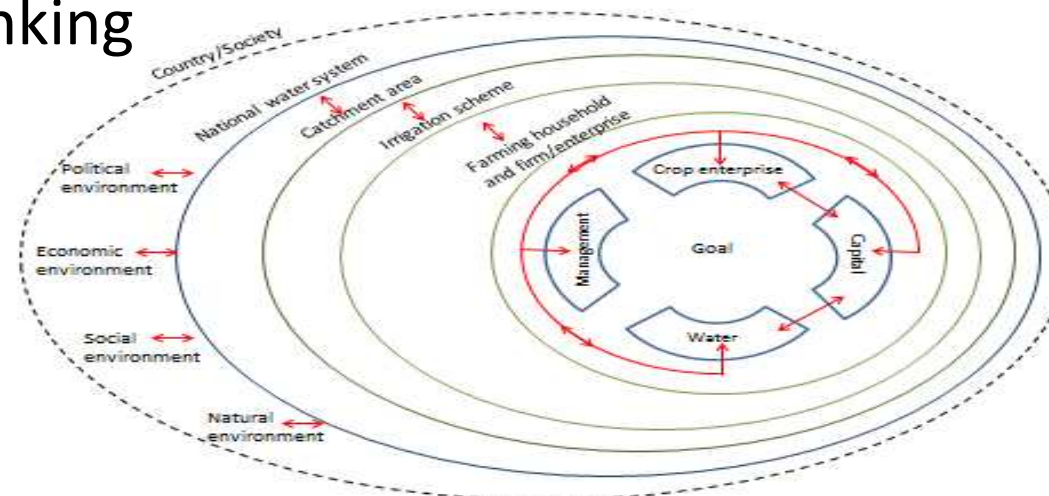 nking
Country/Society
National water system
Catchment area
Irrigation scheme
Farming household
and firm/enterprise
Political
environment
Economic
environment
Social
environment
Natural
environment
Crop enterprise
Management
Goal
Capital
Water